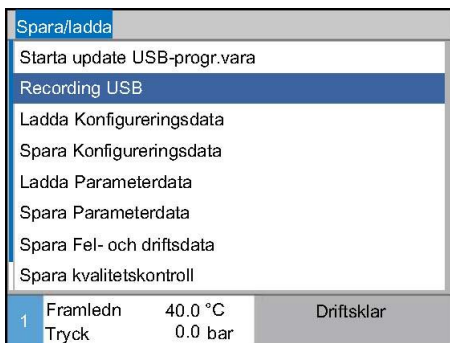 Spara/ladda
Starta update USB-progr.vara
Recording USB
Ladda Konfigureringsdata
Spara Konfigureringsdata
Ladda Parameterdata
Spara Parameterdata
Spara Fel- och driftsdata
Spara kvalitetskontroll
1 Framledn 40.0 °C Driftsklar
Tryck 0.0 bar